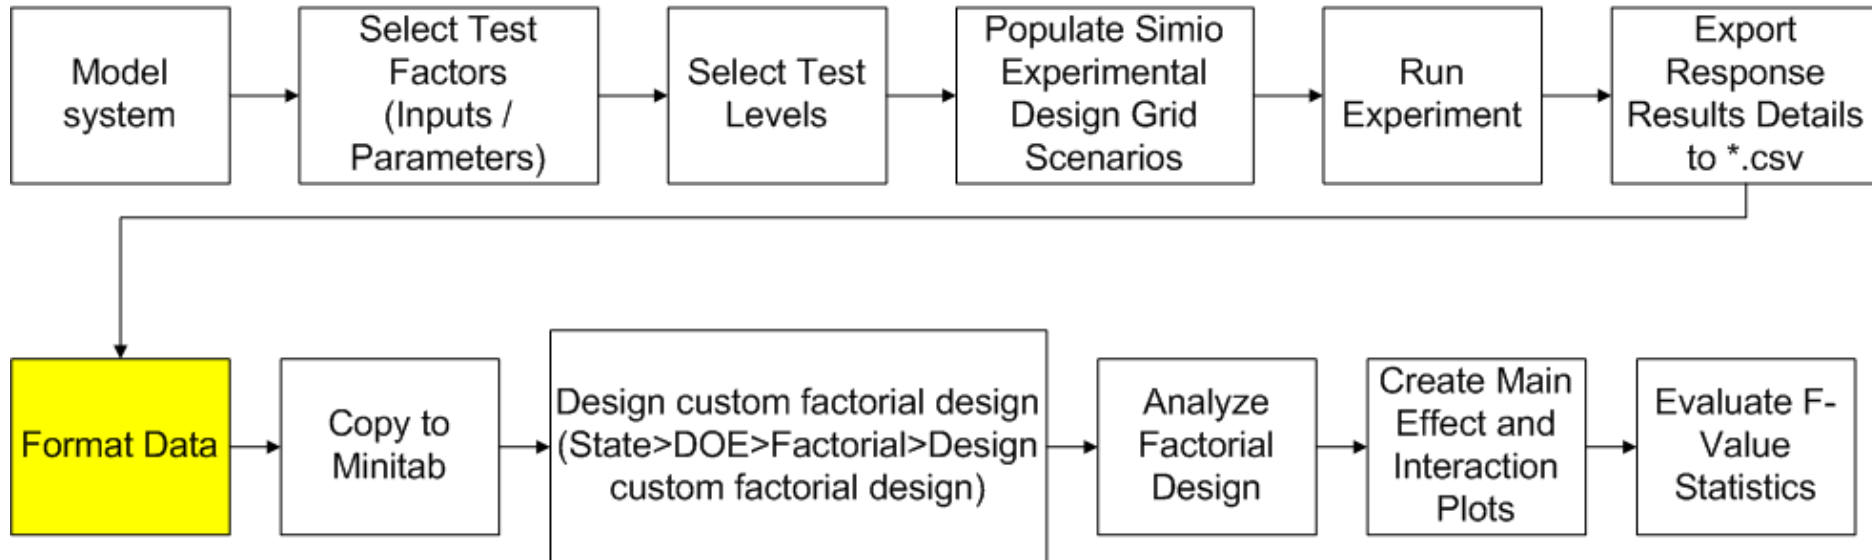 Model
system
Select Test
Factors
(Inputs /
Parameters)
Select Test
Levels
Populate Simio
Experimental
Design Grid
Scenarios
Run
Experiment
Export
Response
Results Details
to *.csv
Format Data
Copy to
Minitab
Design custom factorial design
(State>DOE>Factorial>Design
custom factorial design)
Analyze
Factorial
Design
Create Main
Effect and
Interaction
Plots
Evaluate F-
Value
Statistics